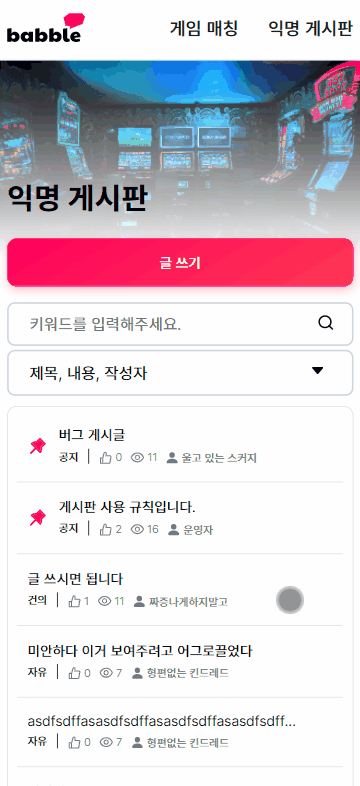 babble
게임 매칭
익명 게시판
익명 게시판
글 쓰기
키워드를 입력해주세요.
제목, 내용, 작성자
버그 게시글
공지 | 0 11 울고 있는 스커지
게시판 사용 규칙입니다.
공지 | 2 16 운영자
글 쓰시면 됩니다
건의 | 1 11 짜증나게하지말고
미안하다 이거 보여주려고 어그로끌었다
자유 | 0 7 형편없는 킨드레드
asdfsdffasasdfsdffasasdfsdffasasdfsdff...
자유 | 0 7 형편없는 킨드레드